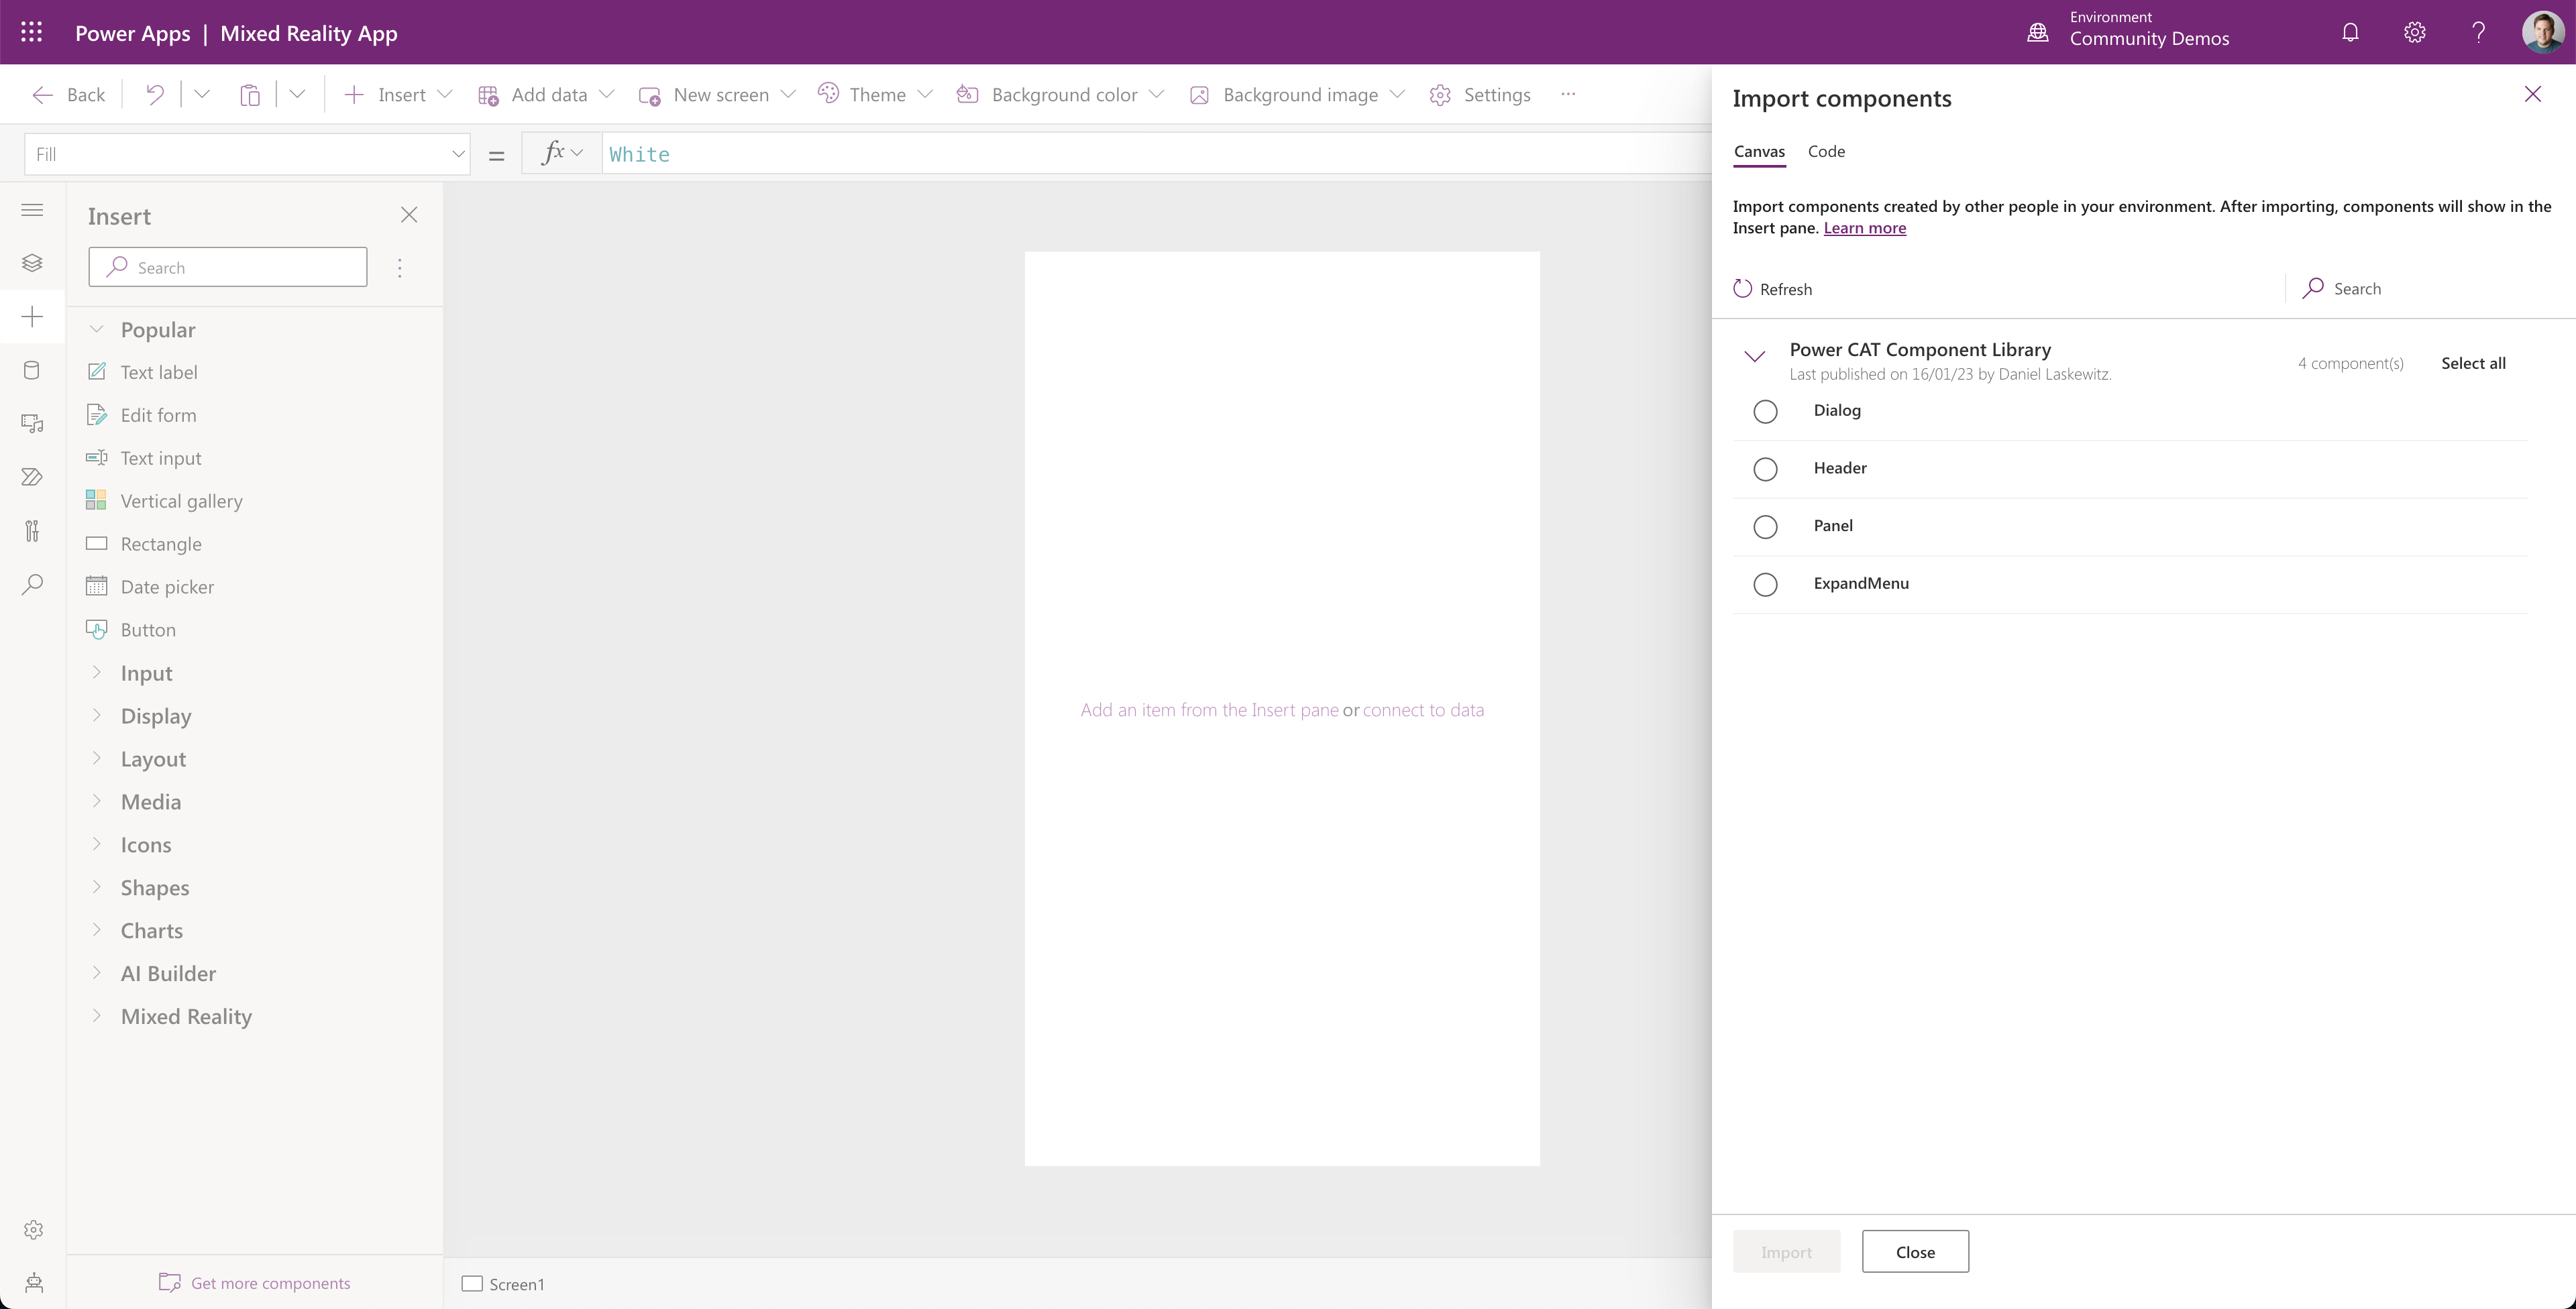 Power Apps | Mixed Reality App
Environment
Community Demos
Back
Insert
Add data
New screen
Theme
Background color
Background image
Settings
Fill
=
fx
White
Insert
Search
Popular
Text label
Edit form
Text input
Vertical gallery
Rectangle
Date picker
Button
Input
Display
Layout
Media
Icons
Shapes
Charts
AI Builder
Mixed Reality
Get more components
Add an item from the Insert pane or connect to data
Screen1
Import components
Canvas
Code
Import components created by other people in your environment. After importing, components will show in the
Insert pane. Learn more
Refresh
Search
Power CAT Component Library
Last published on 16/01/23 by Daniel Laskewitz.
4 component(s)
Select all
Dialog
Header
Panel
ExpandMenu
Import
Close